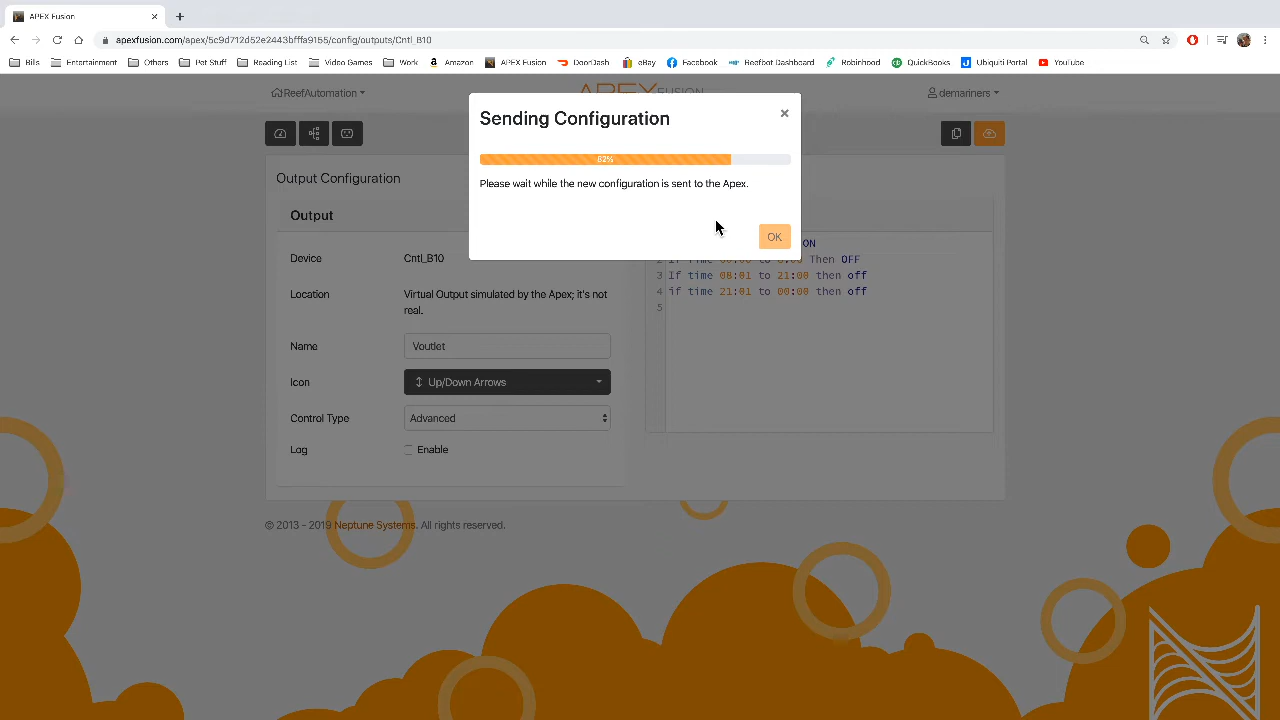 APEX Fusion
apexfusion.com/apex/5c9d712d52e2443bfffa9155/config/outputs/Cntl_B10
Bills Entertainment Others Pet Stuff Reading List Video Games Work Amazon APEX Fusion DoorDash eBay Facebook Reefbot Dashboard Robinhood QuickBooks Ubiquiti Portal YouTube
ReefAutomation
demariners
Sending Configuration
×
82%
Please wait while the new configuration is sent to the Apex.
OK
Output Configuration
Output
Device Cntl_B10
Location Virtual Output simulated by the Apex; it's not
real.
Name Voutlet
Icon Up/Down Arrows
Control Type Advanced
Log Enable
ON
Then OFF
3 If time 08:01 to 21:00 then off
4 if time 21:01 to 00:00 then off
5
© 2013 - 2019 Neptune Systems. All rights reserved.